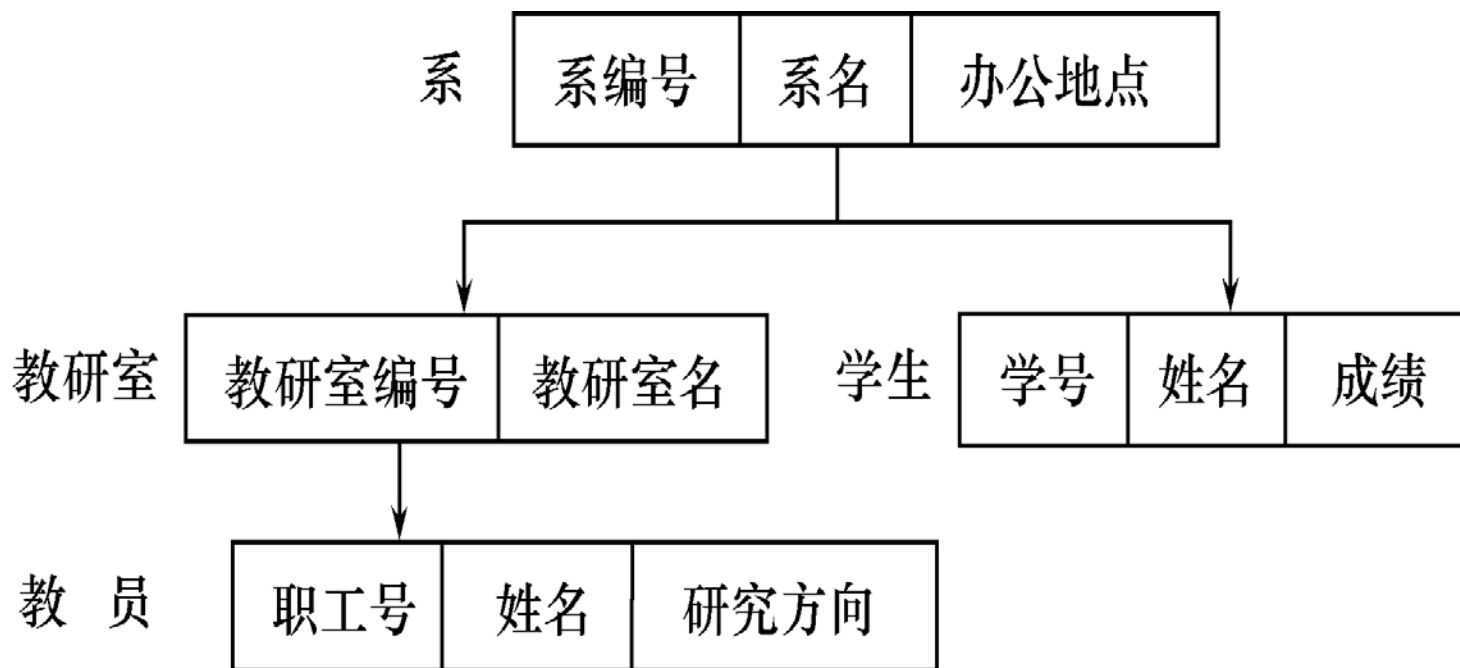 系 系编号 系名 办公地点
教研室 教研室编号 教研室名 学生 学号 姓名 成绩
教 员 职工号 姓名 研究方向